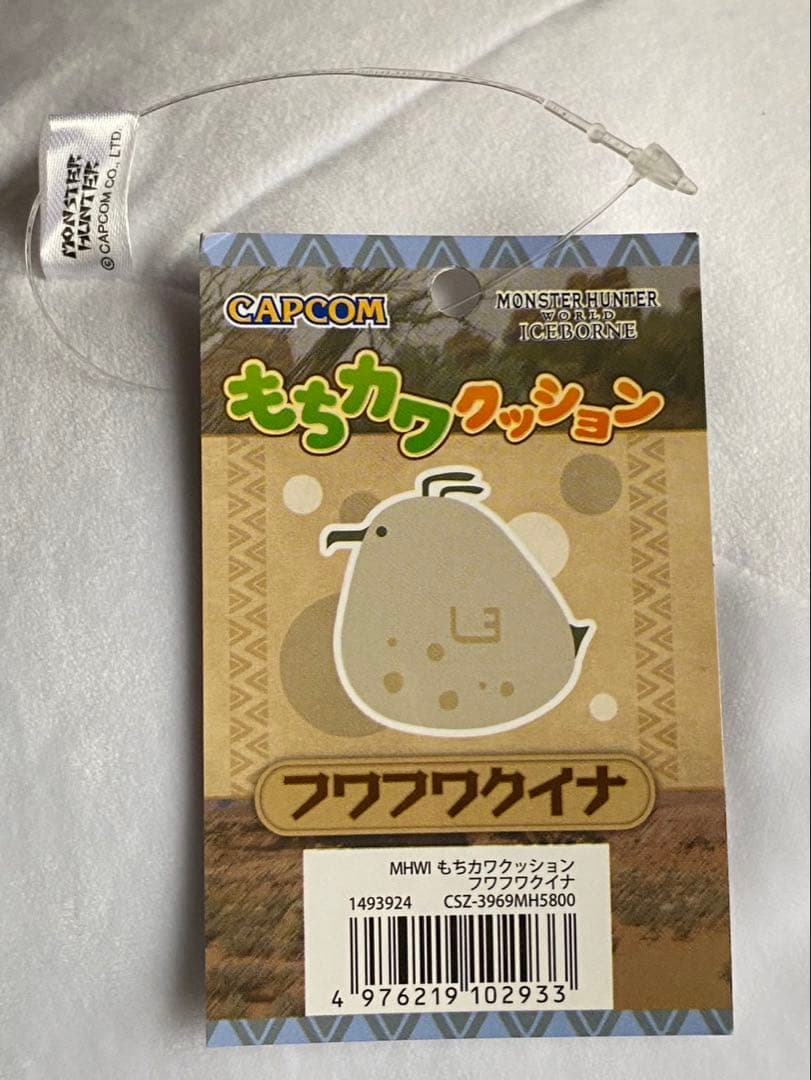 MONSTER
HUNTER
© CAPCOM CO., LTD.
CAPCOM
MONSTER HUNTER
WORLD
ICEBORNE
もちカワクッション
フワフワクイナ
MHWI もちカワクッション
フワフワクイナ
1493924 CSZ-3969MH5800
4 976219 102933